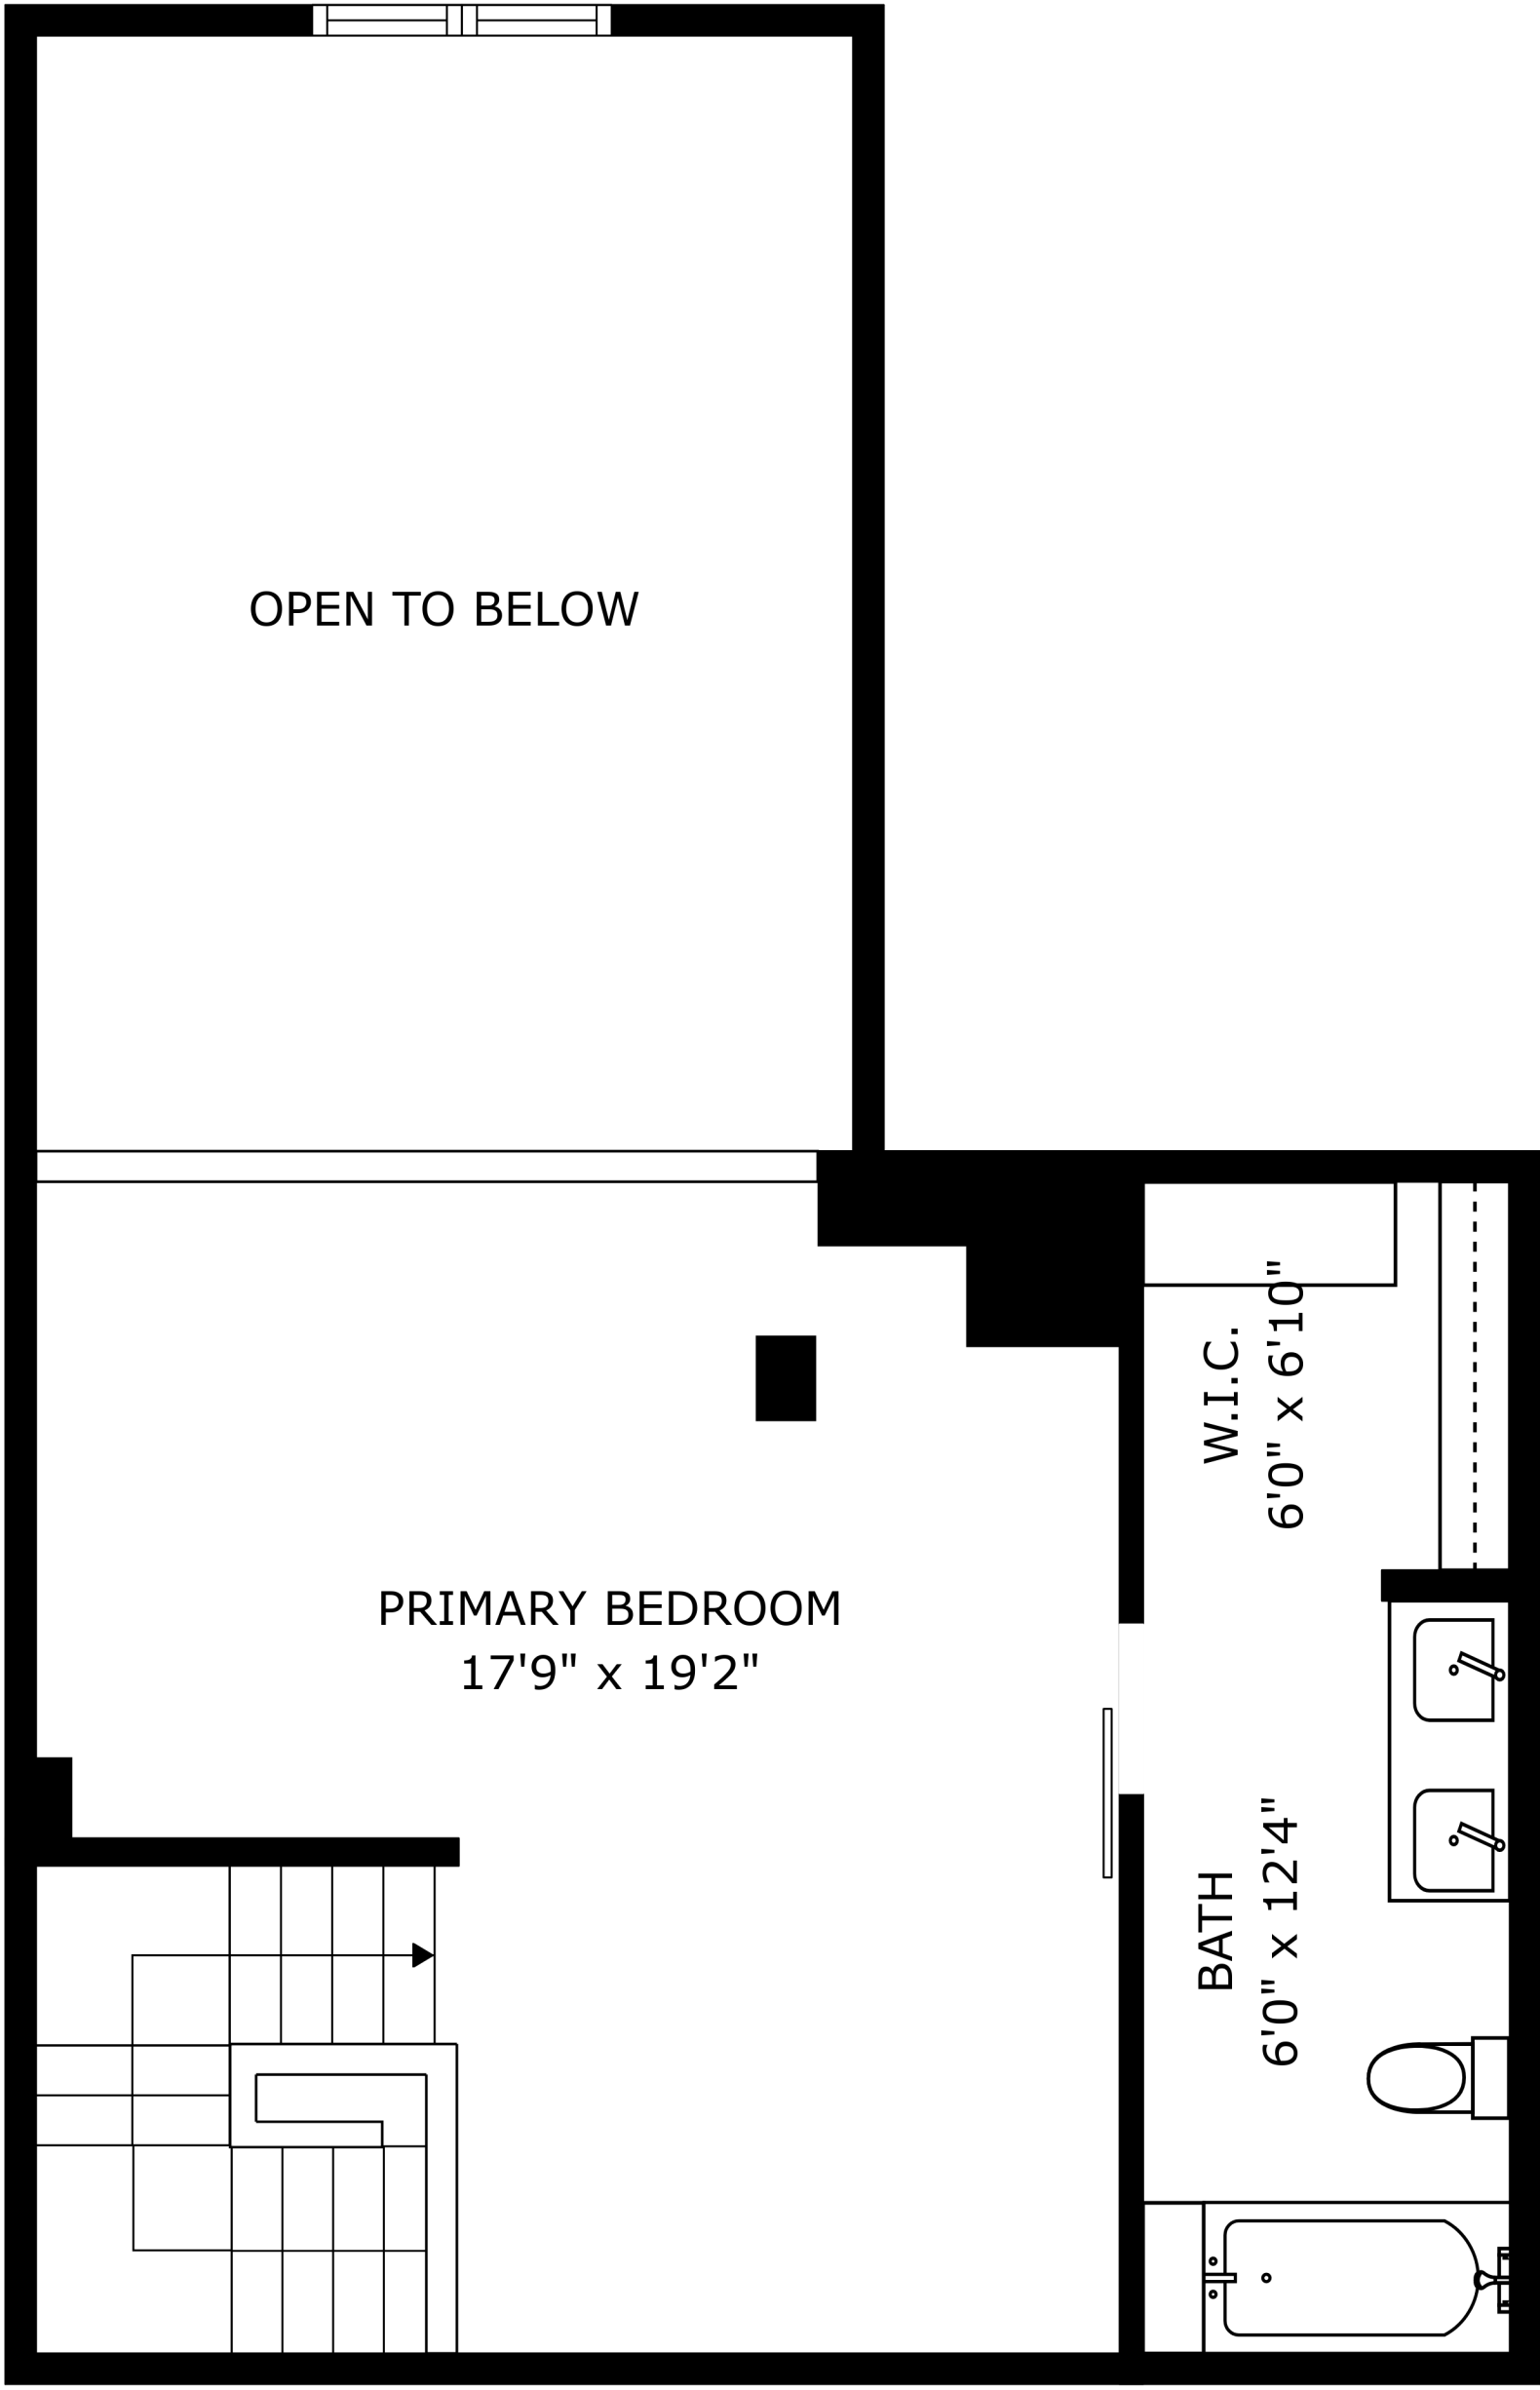 OPEN TO BELOW
W.I.C.
6'0" x 6'10"
PRIMARY BEDROOM
17'9" x 19'2"
BATH
6'0" x 12'4"